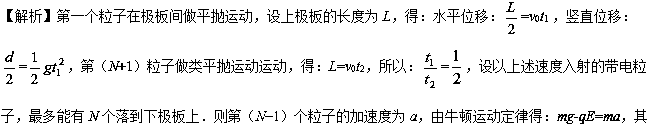 【解析】第一个粒子在极板间做平抛运动，设上极板的长度为 L，得：水平位移：L/2=v₀t₁，竖直位移：
d/2=1/2 gt₁²，第（N+1）粒子做类平抛运动运动，得：L=v₀t₂，所以：t₁/t₂=1/2，设以上述速度入射的带电粒
子，最多能有 N 个落到下极板上．则第（N−1）个粒子的加速度为 a，由牛顿运动定律得：mg-qE=ma，其